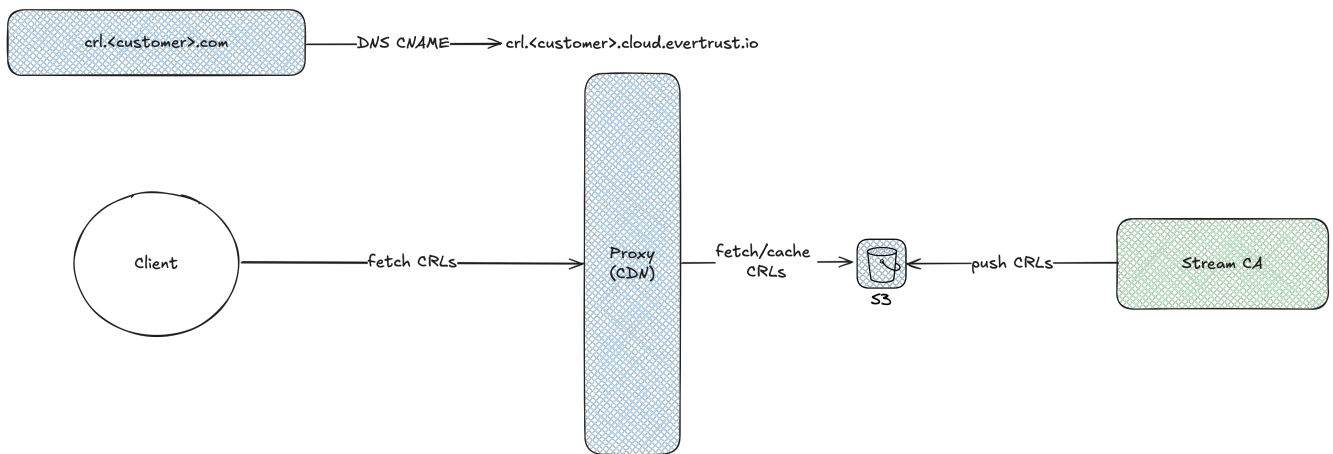 crl.<customer>.com
DNS CNAME
crl.<customer>.cloud.evertrust.io
Client
fetch CRLs
Proxy
(CDN)
fetch/cache
CRLs
S3
push CRLs
Stream CA